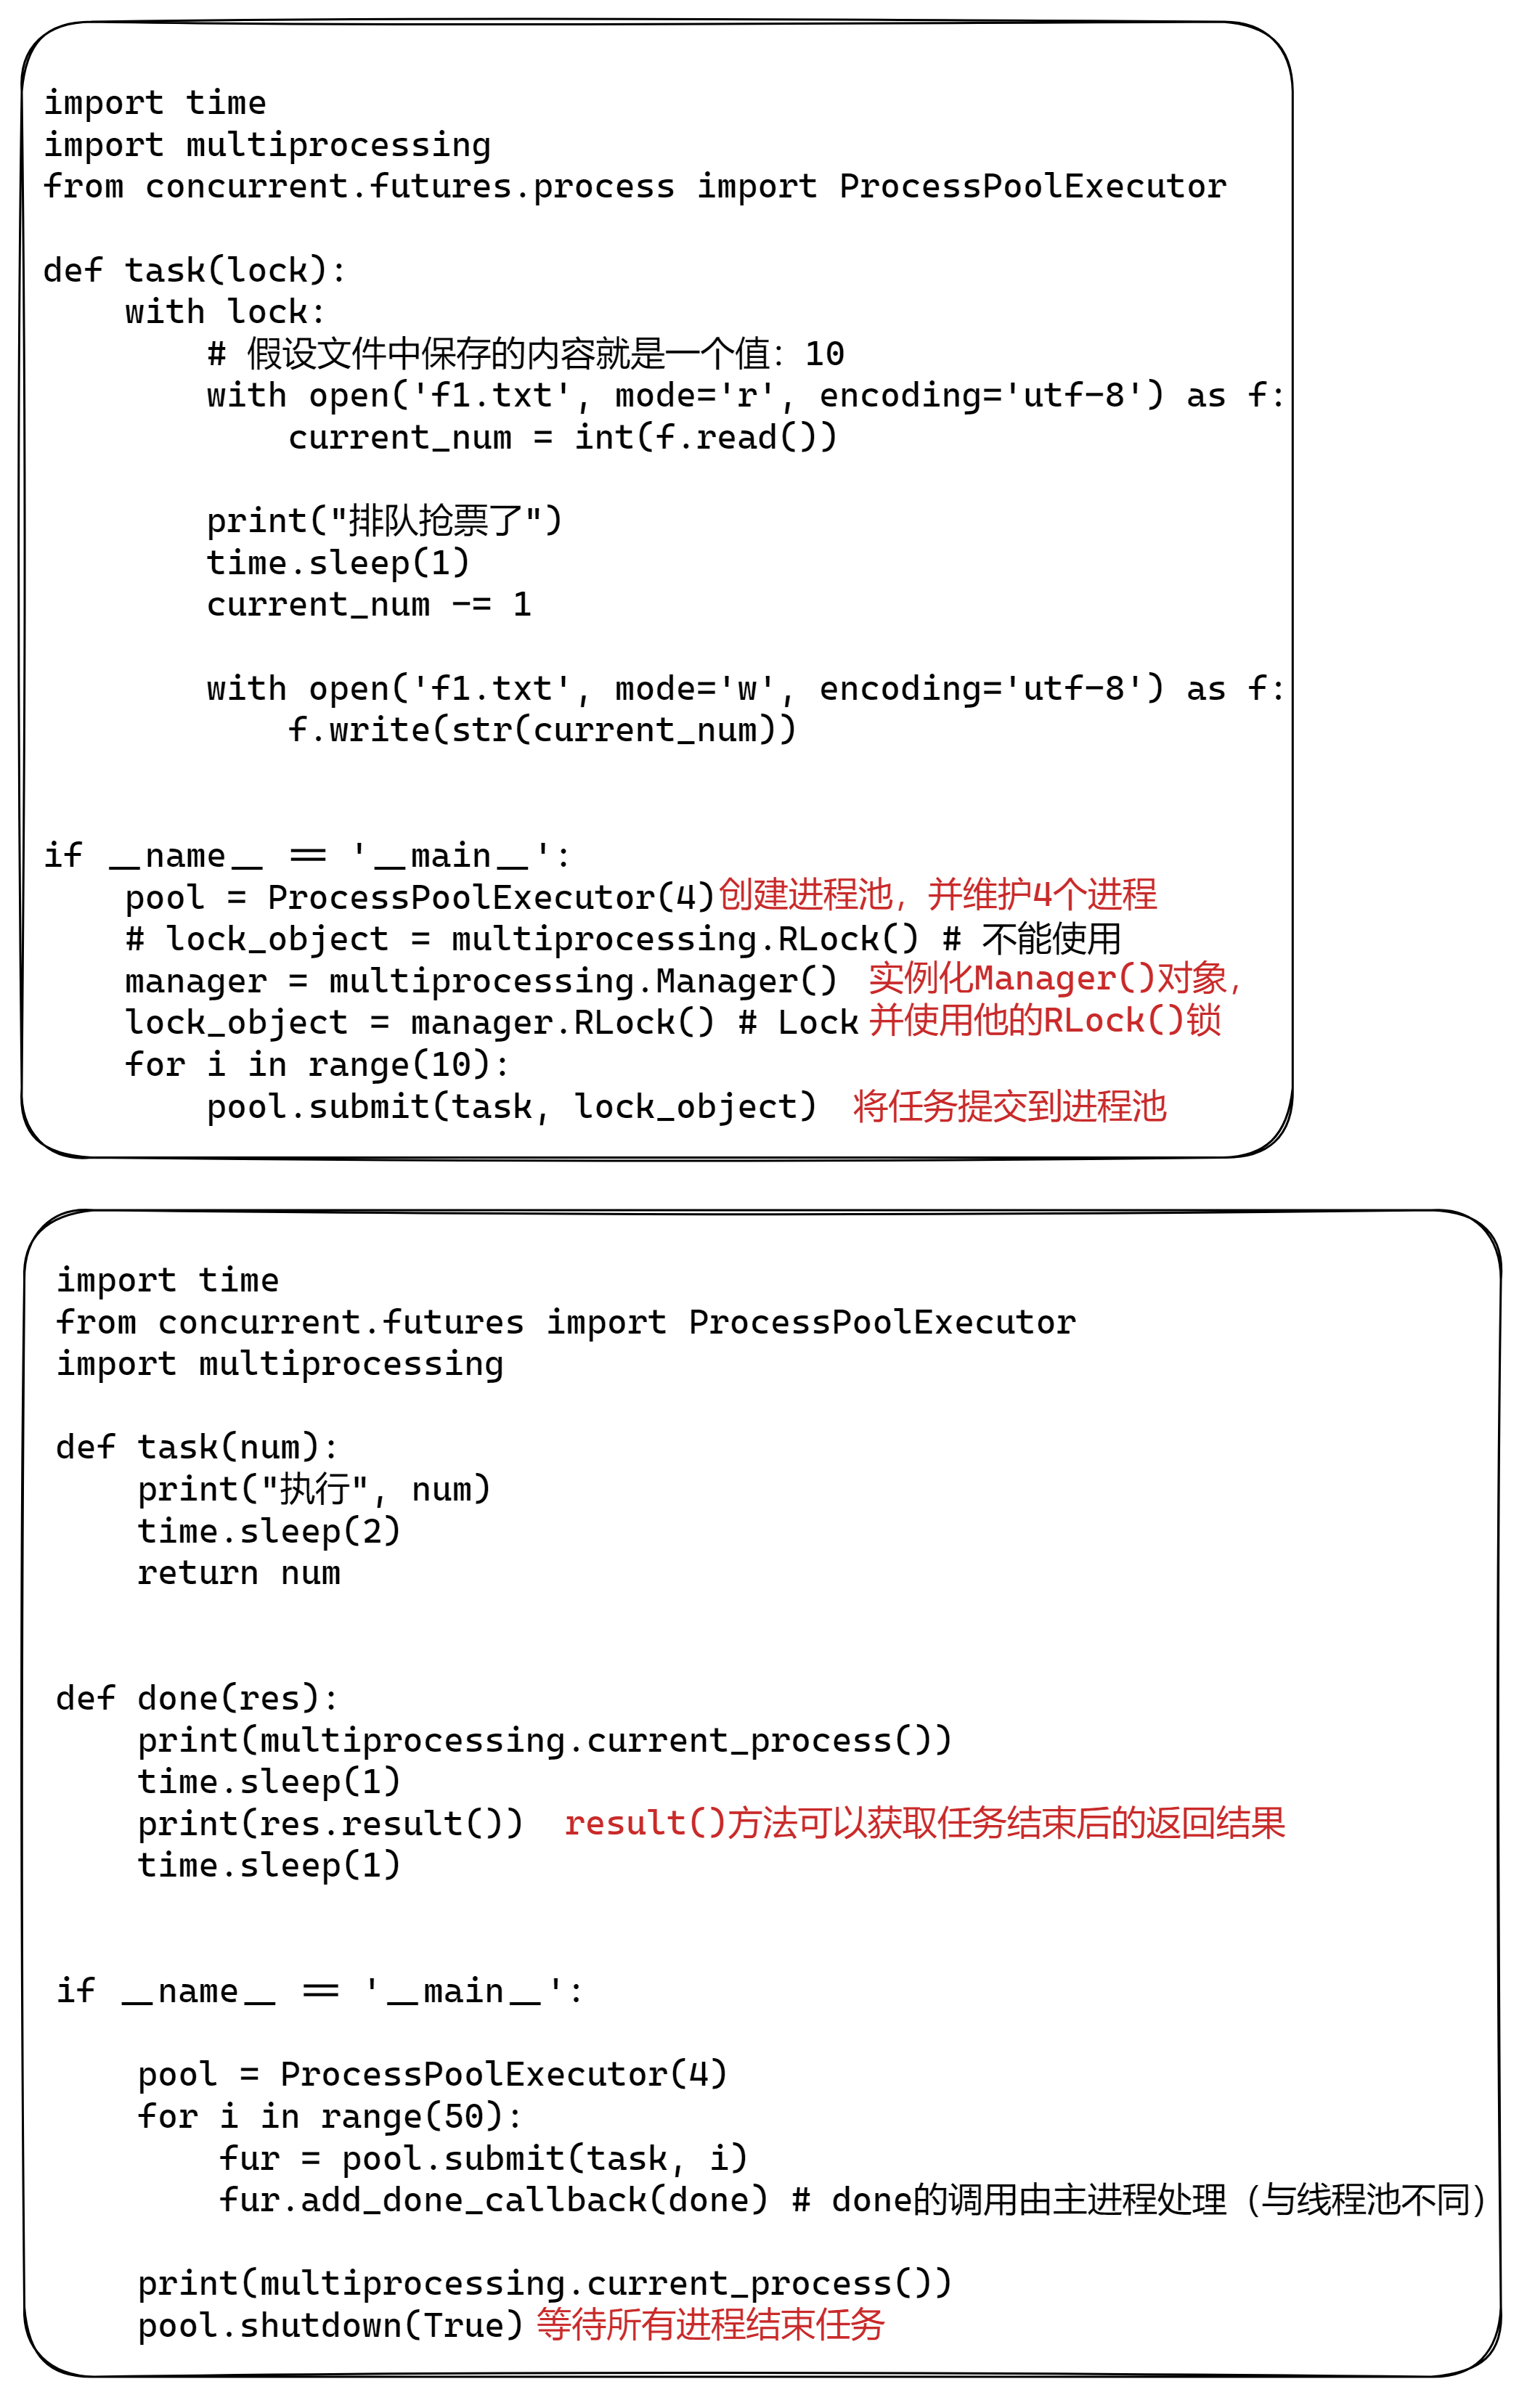 import time
import multiprocessing
from concurrent.futures.process import ProcessPoolExecutor
def task(lock):
    with lock:
        # 假设文件中保存的内容就是一个值：10
        with open('f1.txt', mode='r', encoding='utf-8') as f:
            current_num = int(f.read())
        print("排队抢票了")
        time.sleep(1)
        current_num -= 1
        with open('f1.txt', mode='w', encoding='utf-8') as f:
            f.write(str(current_num))
if __name__ == '__main__':
    pool = ProcessPoolExecutor(4) 创建进程池，并维护4个进程
    # lock_object = multiprocessing.RLock() # 不能使用
    manager = multiprocessing.Manager() 实例化Manager()对象，
    lock_object = manager.RLock() # Lock 并使用他的RLock()锁
    for i in range(10):
        pool.submit(task, lock_object) 将任务提交到进程池
import time
from concurrent.futures import ProcessPoolExecutor
import multiprocessing
def task(num):
    print("执行", num)
    time.sleep(2)
    return num
def done(res):
    print(multiprocessing.current_process())
    time.sleep(1)
    print(res.result()) result()方法可以获取任务结束后的返回结果
    time.sleep(1)
if __name__ == '__main__':
    pool = ProcessPoolExecutor(4)
    for i in range(50):
        fur = pool.submit(task, i)
        fur.add_done_callback(done) # done的调用由主进程处理（与线程池不同）
    print(multiprocessing.current_process())
    pool.shutdown(True) 等待所有进程结束任务